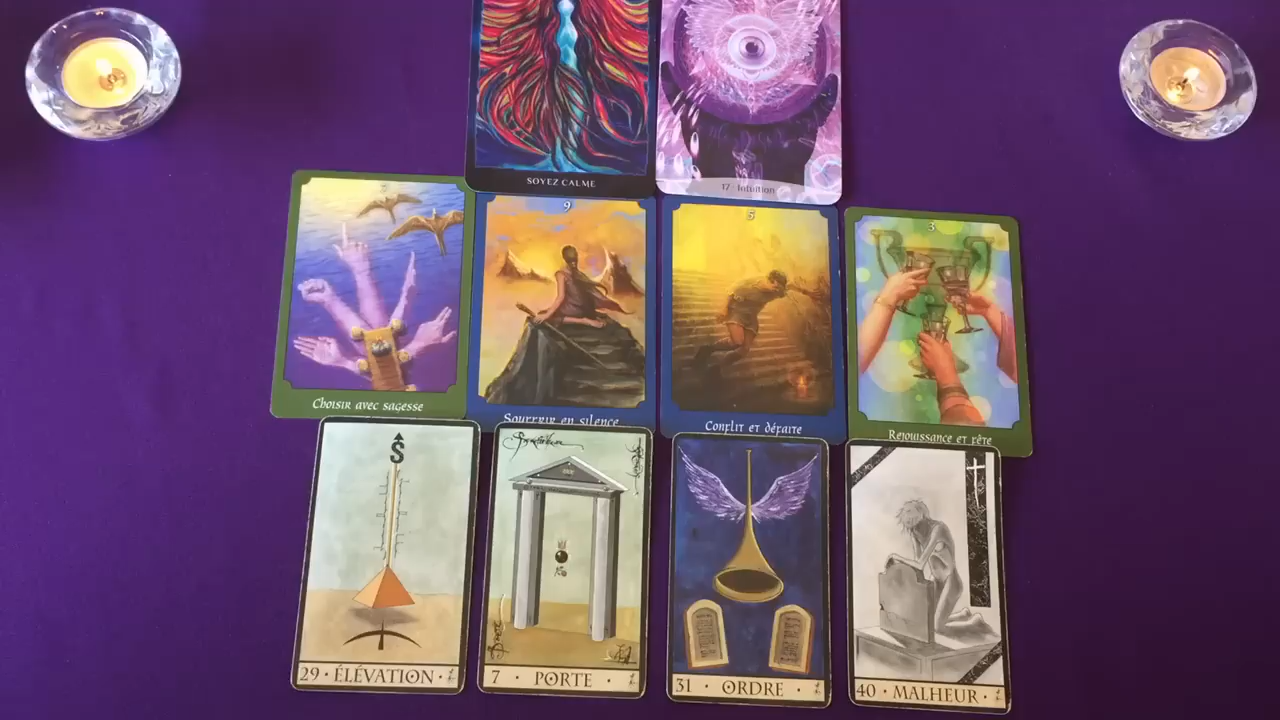 SOYEZ CALME
17 · Intuition
Choisir avec sagesse
9
Souffrir en silence
5
Conflit et défaite
3
Réjouissance et fête
S
29 · ÉLÉVATION ·
7 · PORTE ·
31 · ORDRE ·
40 · MALHEUR ·